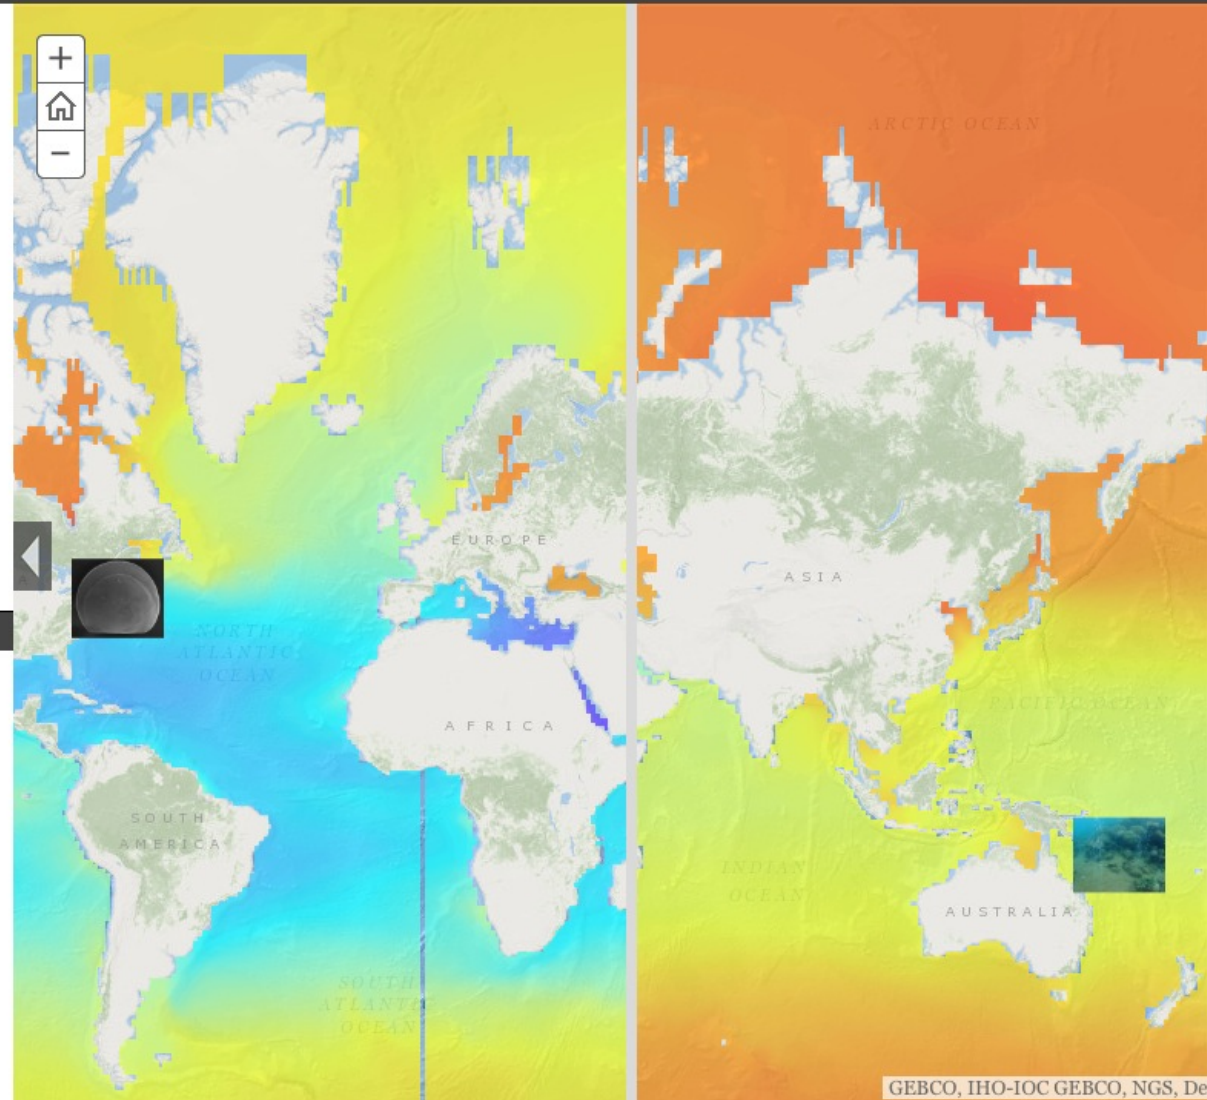 +
−
ARCTIC OCEAN
EUROPE
ASIA
NORTH
ATLANTIC
OCEAN
PACIFIC OCEAN
AFRICA
SOUTH
AMERICA
INDIAN
OCEAN
AUSTRALIA
SOUTH
ATLANTIC
OCEAN
GEBCO, IHO-IOC GEBCO, NGS, De